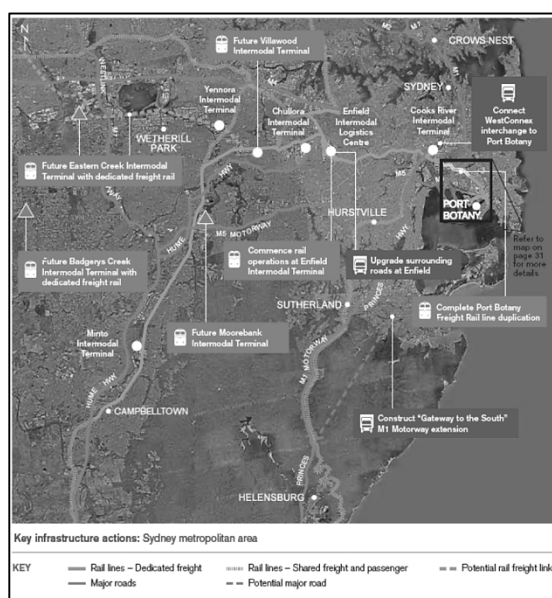 N
CROWS NEST
SYDNEY
Future Villawood
Intermodal Terminal
Yennora
Intermodal
Terminal
Chullora
Intermodal
Terminal
Enfield
Intermodal
Logistics
Centre
Cooks River
Intermodal
Terminal
Connect
WestConnex
interchange to
Port Botany
WETHERILL
PARK
Future Eastern Creek Intermodal
Terminal with dedicated freight rail
HWY
M5
PORT
BOTANY
HURSTVILLE
M5 MOTORWAY
HUME
HWY
Refer to
map on
page 31
for more
details
Future Badgerys Creek
Intermodal Terminal with
dedicated freight rail
Commence rail
operations at Enfield
Intermodal Terminal
Upgrade surrounding
roads at Enfield
SUTHERLAND
PRINCES
Complete Port Botany
Freight Rail line duplication
Future Moorebank
Intermodal Terminal
Minto
Intermodal
Terminal
M1 MOTORWAY
HUME HWY
CAMPBELLTOWN
Construct "Gateway to the South"
M1 Motorway extension
PRINCES
HELENSBURG
Key infrastructure actions: Sydney metropolitan area
KEY
Rail lines – Dedicated freight
Rail lines – Shared freight and passenger
Potential rail freight link
Major roads
Potential major road